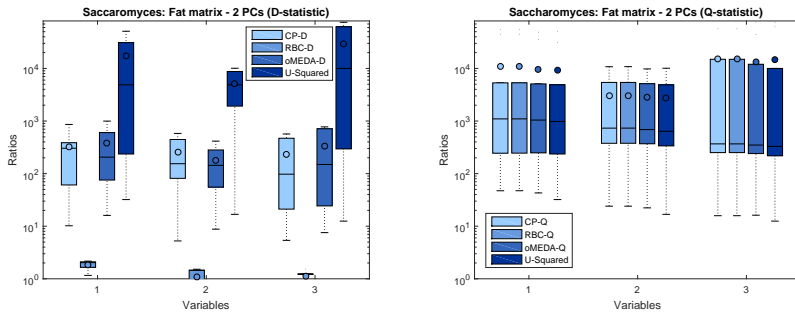 Saccaromyces: Fat matrix - 2 PCs (D-statistic)
CP-D
RBC-D
oMEDA-D
U-Squared
10^4
10^3
10^2
10^1
10^0
Ratios
1 2 3
Variables
Saccharomyces: Fat matrix - 2 PCs (Q-statistic)
10^4
10^3
10^2
10^1
10^0
Ratios
CP-Q
RBC-Q
oMEDA-Q
U-Squared
1 2 3
Variables